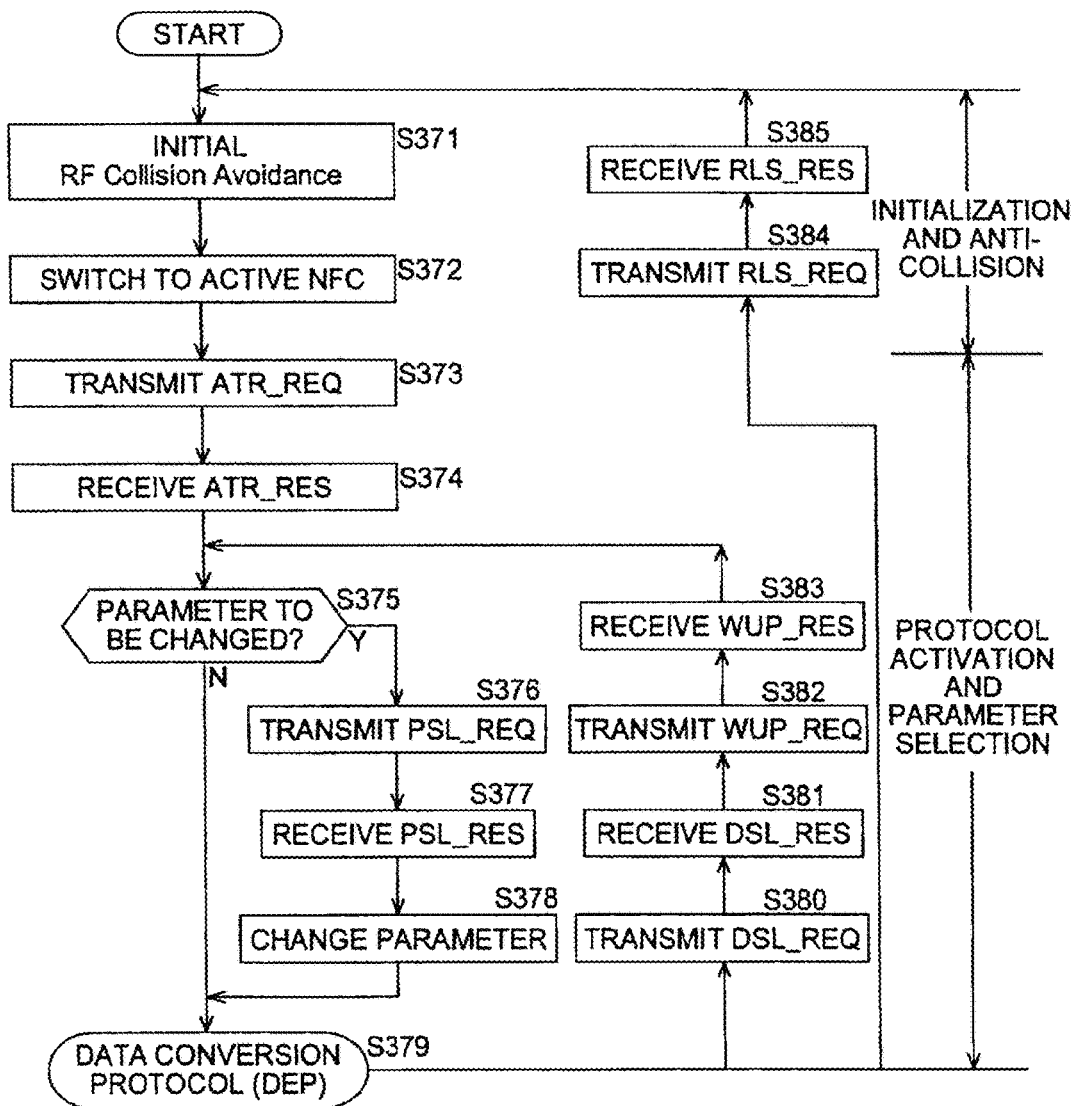 START
INITIAL
RF Collision Avoidance
S371
SWITCH TO ACTIVE NFC
S372
TRANSMIT ATR_REQ
S373
RECEIVE ATR_RES
S374
PARAMETER TO
BE CHANGED?
S375
Y
N
S376
TRANSMIT PSL_REQ
S377
RECEIVE PSL_RES
S378
CHANGE PARAMETER
DATA CONVERSION
PROTOCOL (DEP)
S379
S385
RECEIVE RLS_RES
S384
TRANSMIT RLS_REQ
S383
RECEIVE WUP_RES
S382
TRANSMIT WUP_REQ
S381
RECEIVE DSL_RES
S380
TRANSMIT DSL_REQ
INITIALIZATION
AND ANTI-
COLLISION
PROTOCOL
ACTIVATION
AND
PARAMETER
SELECTION